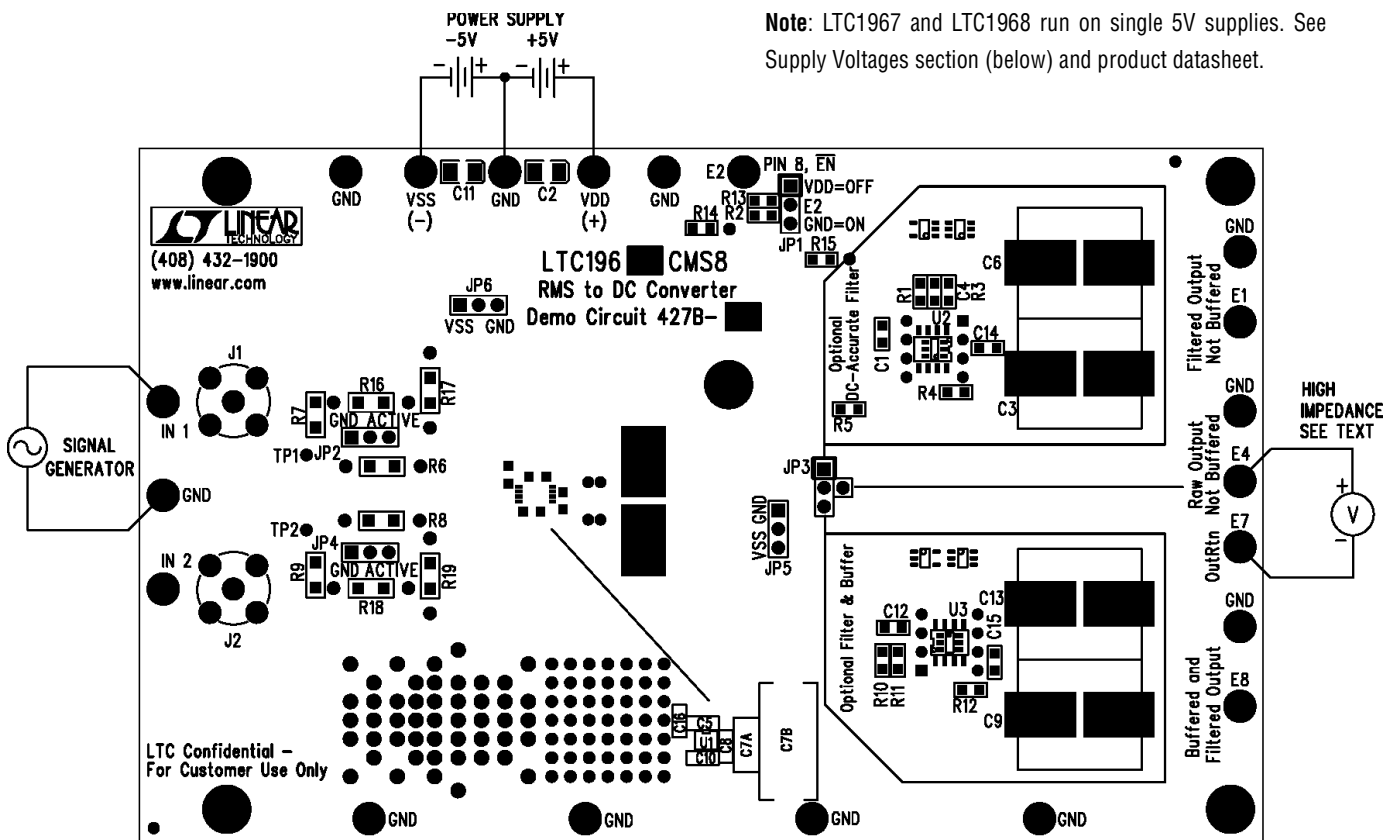 POWER SUPPLY
-5V +5V
- + - +
Note: LTC1967 and LTC1968 run on single 5V supplies. See
Supply Voltages section (below) and product datasheet.
GND
VSS
(-)
C11
GND
C2
VDD
(+)
GND
E2
PIN 8, EN
VDD=OFF
E2
GND=ON
R13
R2
R14
JP1
R15
LINEAR
TECHNOLOGY
(408) 432-1900
www.linear.com
LTC196 CMS8
RMS to DC Converter
Demo Circuit 427B-
JP6
VSS GND
J1
IN 1
R7
R16
GND ACTIVE
R17
TP1
JP2
R6
SIGNAL
GENERATOR
GND
TP2
R8
IN 2
JP4
GND ACTIVE
R9
R18
R19
J2
Optional
DC-Accurate Filter
R1
C4
R3
U2
C1
C14
R4
R5
C6
C3
GND
Filtered Output
Not Buffered
E1
GND
Raw Output
Not Buffered
E4
HIGH
IMPEDANCE
SEE TEXT
+
V
-
E7
OutRtn
JP3
VSS GND
JP5
Optional Filter & Buffer
C12
U3
C13
C15
R10
R11
R12
C9
GND
Buffered and
Filtered Output
E8
C16
C5
U1
C10
C8
C7A
C7B
LTC Confidential -
For Customer Use Only
GND
GND
GND
GND